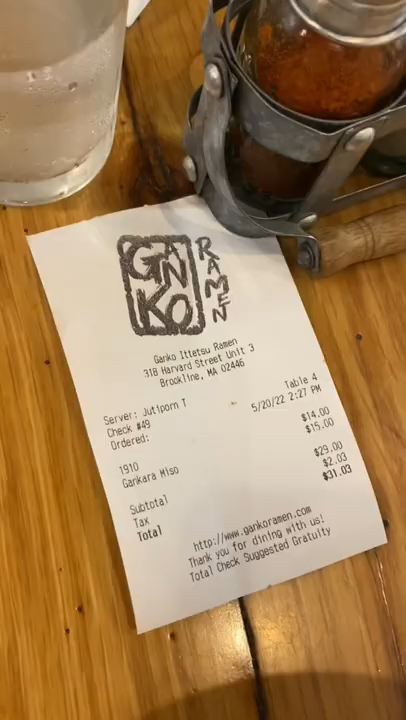 GANKO RAMEN
Ganko Ittetsu Ramen
318 Harvard Street Unit 3
Brookline, MA 02446
Server: Jutiporn T
Table 4
Check #49
5/20/22 2:27 PM
Ordered:
1910 $14.00
Gankara Miso $15.00
Subtotal $29.00
Tax $2.03
Total $31.03
http://www.gankoramen.com
Thank you for dining with us!
Total Check Suggested Gratuity